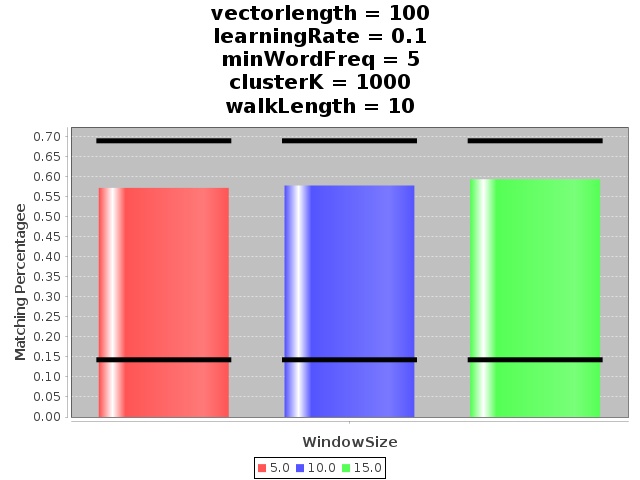 vectorlength = 100
learningRate = 0.1
minWordFreq = 5
clusterK = 1000
walkLength = 10
0.70
0.65
0.60
0.55
0.50
0.45
0.40
0.35
0.30
0.25
0.20
0.15
0.10
0.05
0.00
Matching Percentagee
WindowSize
5.0 10.0 15.0